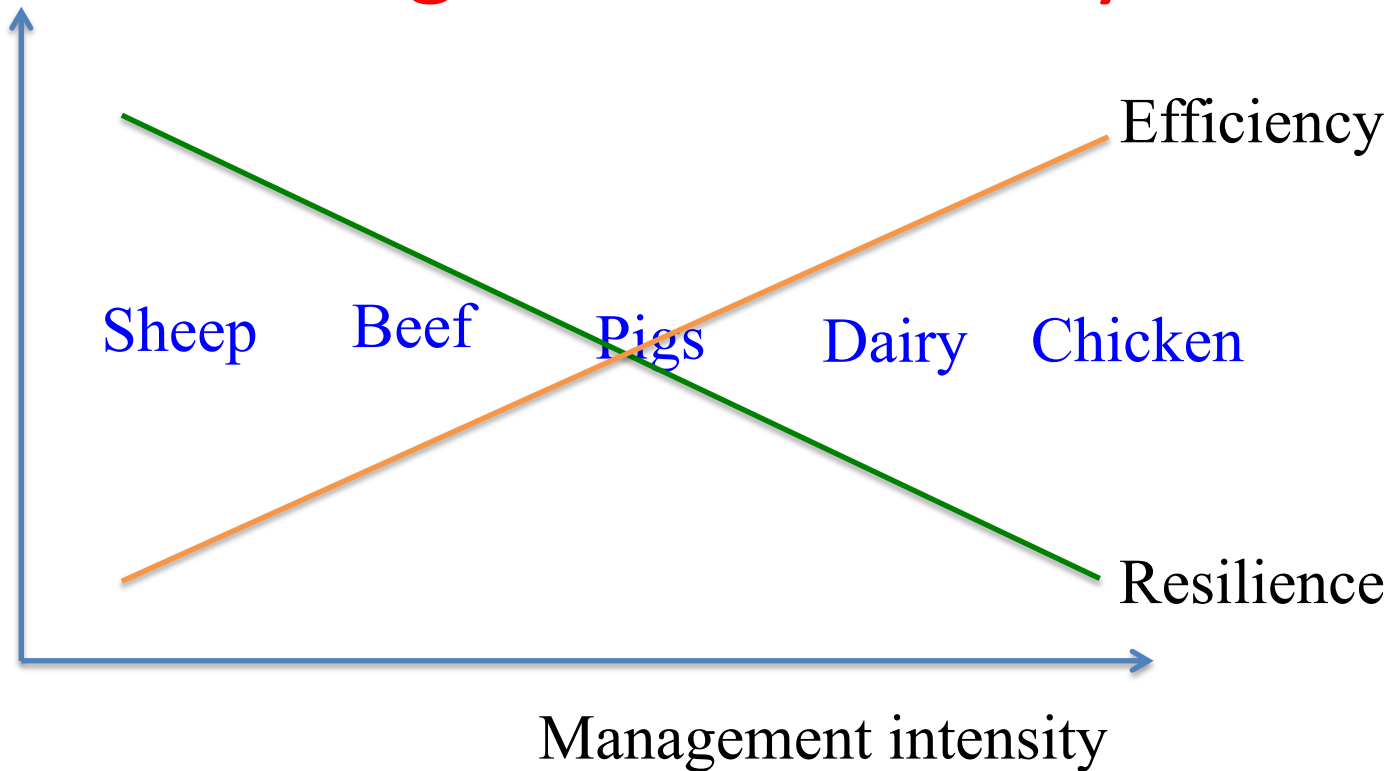 Efficiency
Sheep Beef Pigs Dairy Chicken
Resilience
Management intensity